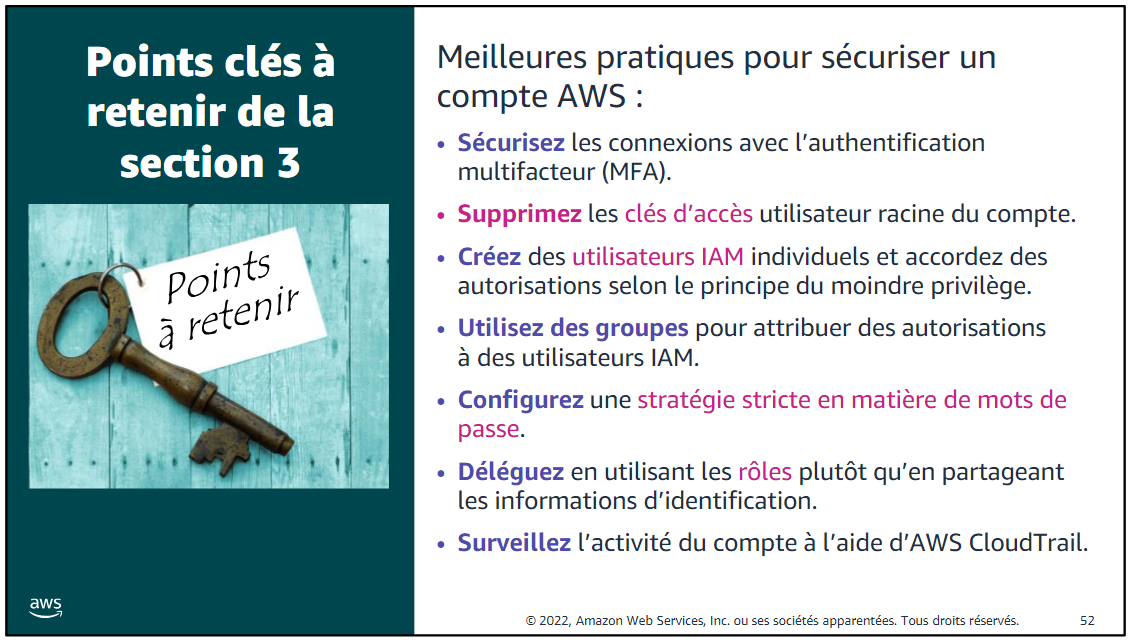 Points clés à
retenir de la
section 3
Points
à retenir
aws
Meilleures pratiques pour sécuriser un
compte AWS :
• Sécurisez les connexions avec l’authentification
multifacteur (MFA).
• Supprimez les clés d’accès utilisateur racine du compte.
• Créez des utilisateurs IAM individuels et accordez des
autorisations selon le principe du moindre privilège.
• Utilisez des groupes pour attribuer des autorisations
à des utilisateurs IAM.
• Configurez une stratégie stricte en matière de mots de
passe.
• Déléguez en utilisant les rôles plutôt qu’en partageant
les informations d’identification.
• Surveillez l’activité du compte à l’aide d’AWS CloudTrail.
© 2022, Amazon Web Services, Inc. ou ses sociétés apparentées. Tous droits réservés.
52